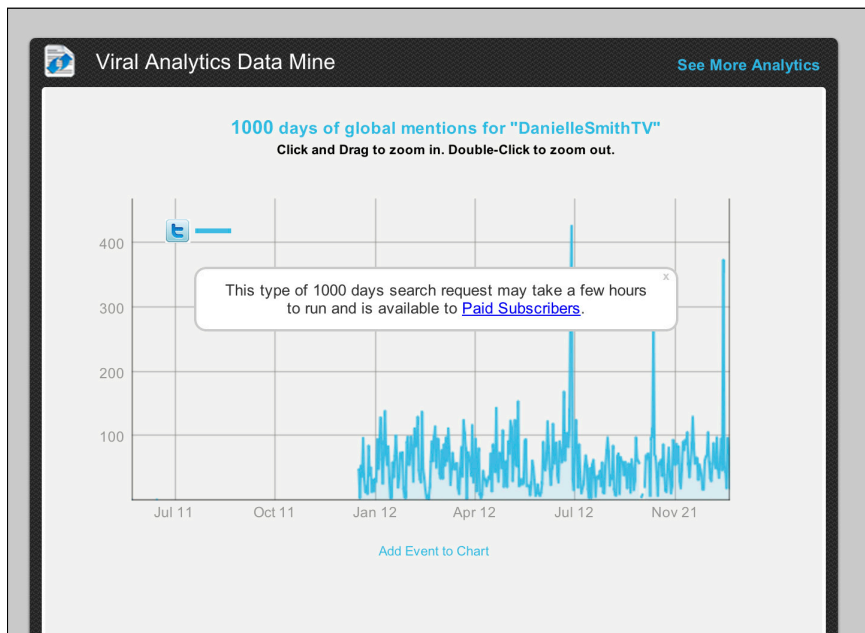 Viral Analytics Data Mine
See More Analytics
1000 days of global mentions for "DanielleSmithTV"
Click and Drag to zoom in. Double-Click to zoom out.
400
x
This type of 1000 days search request may take a few hours
to run and is available to Paid Subscribers.
300
200
100
Jul 11 Oct 11 Jan 12 Apr 12 Jul 12 Nov 21
Add Event to Chart